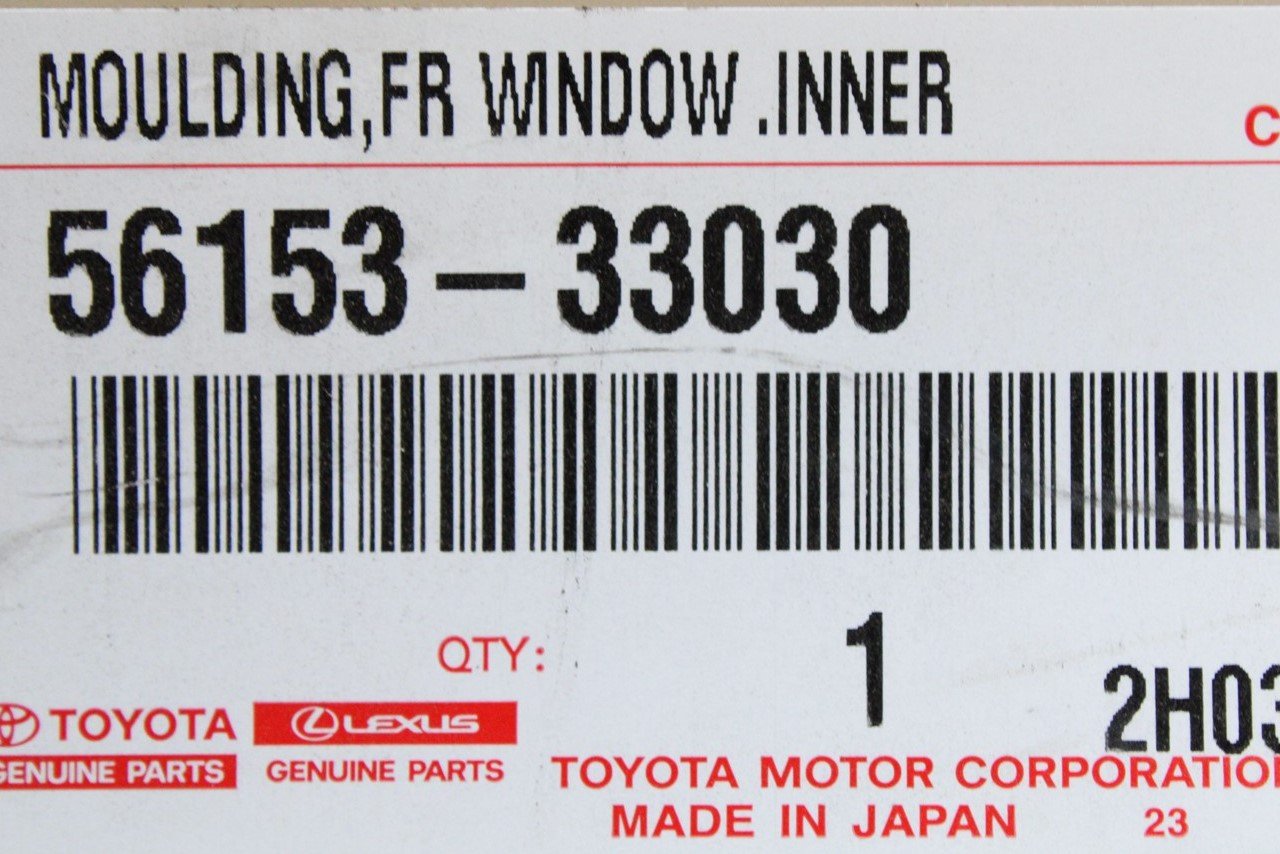 MOULDING,FR WINDOW .INNER
C
56153-33030
QTY: 1
2H03
TOYOTA LEXUS
GENUINE PARTS GENUINE PARTS
TOYOTA MOTOR CORPORATION
MADE IN JAPAN 23